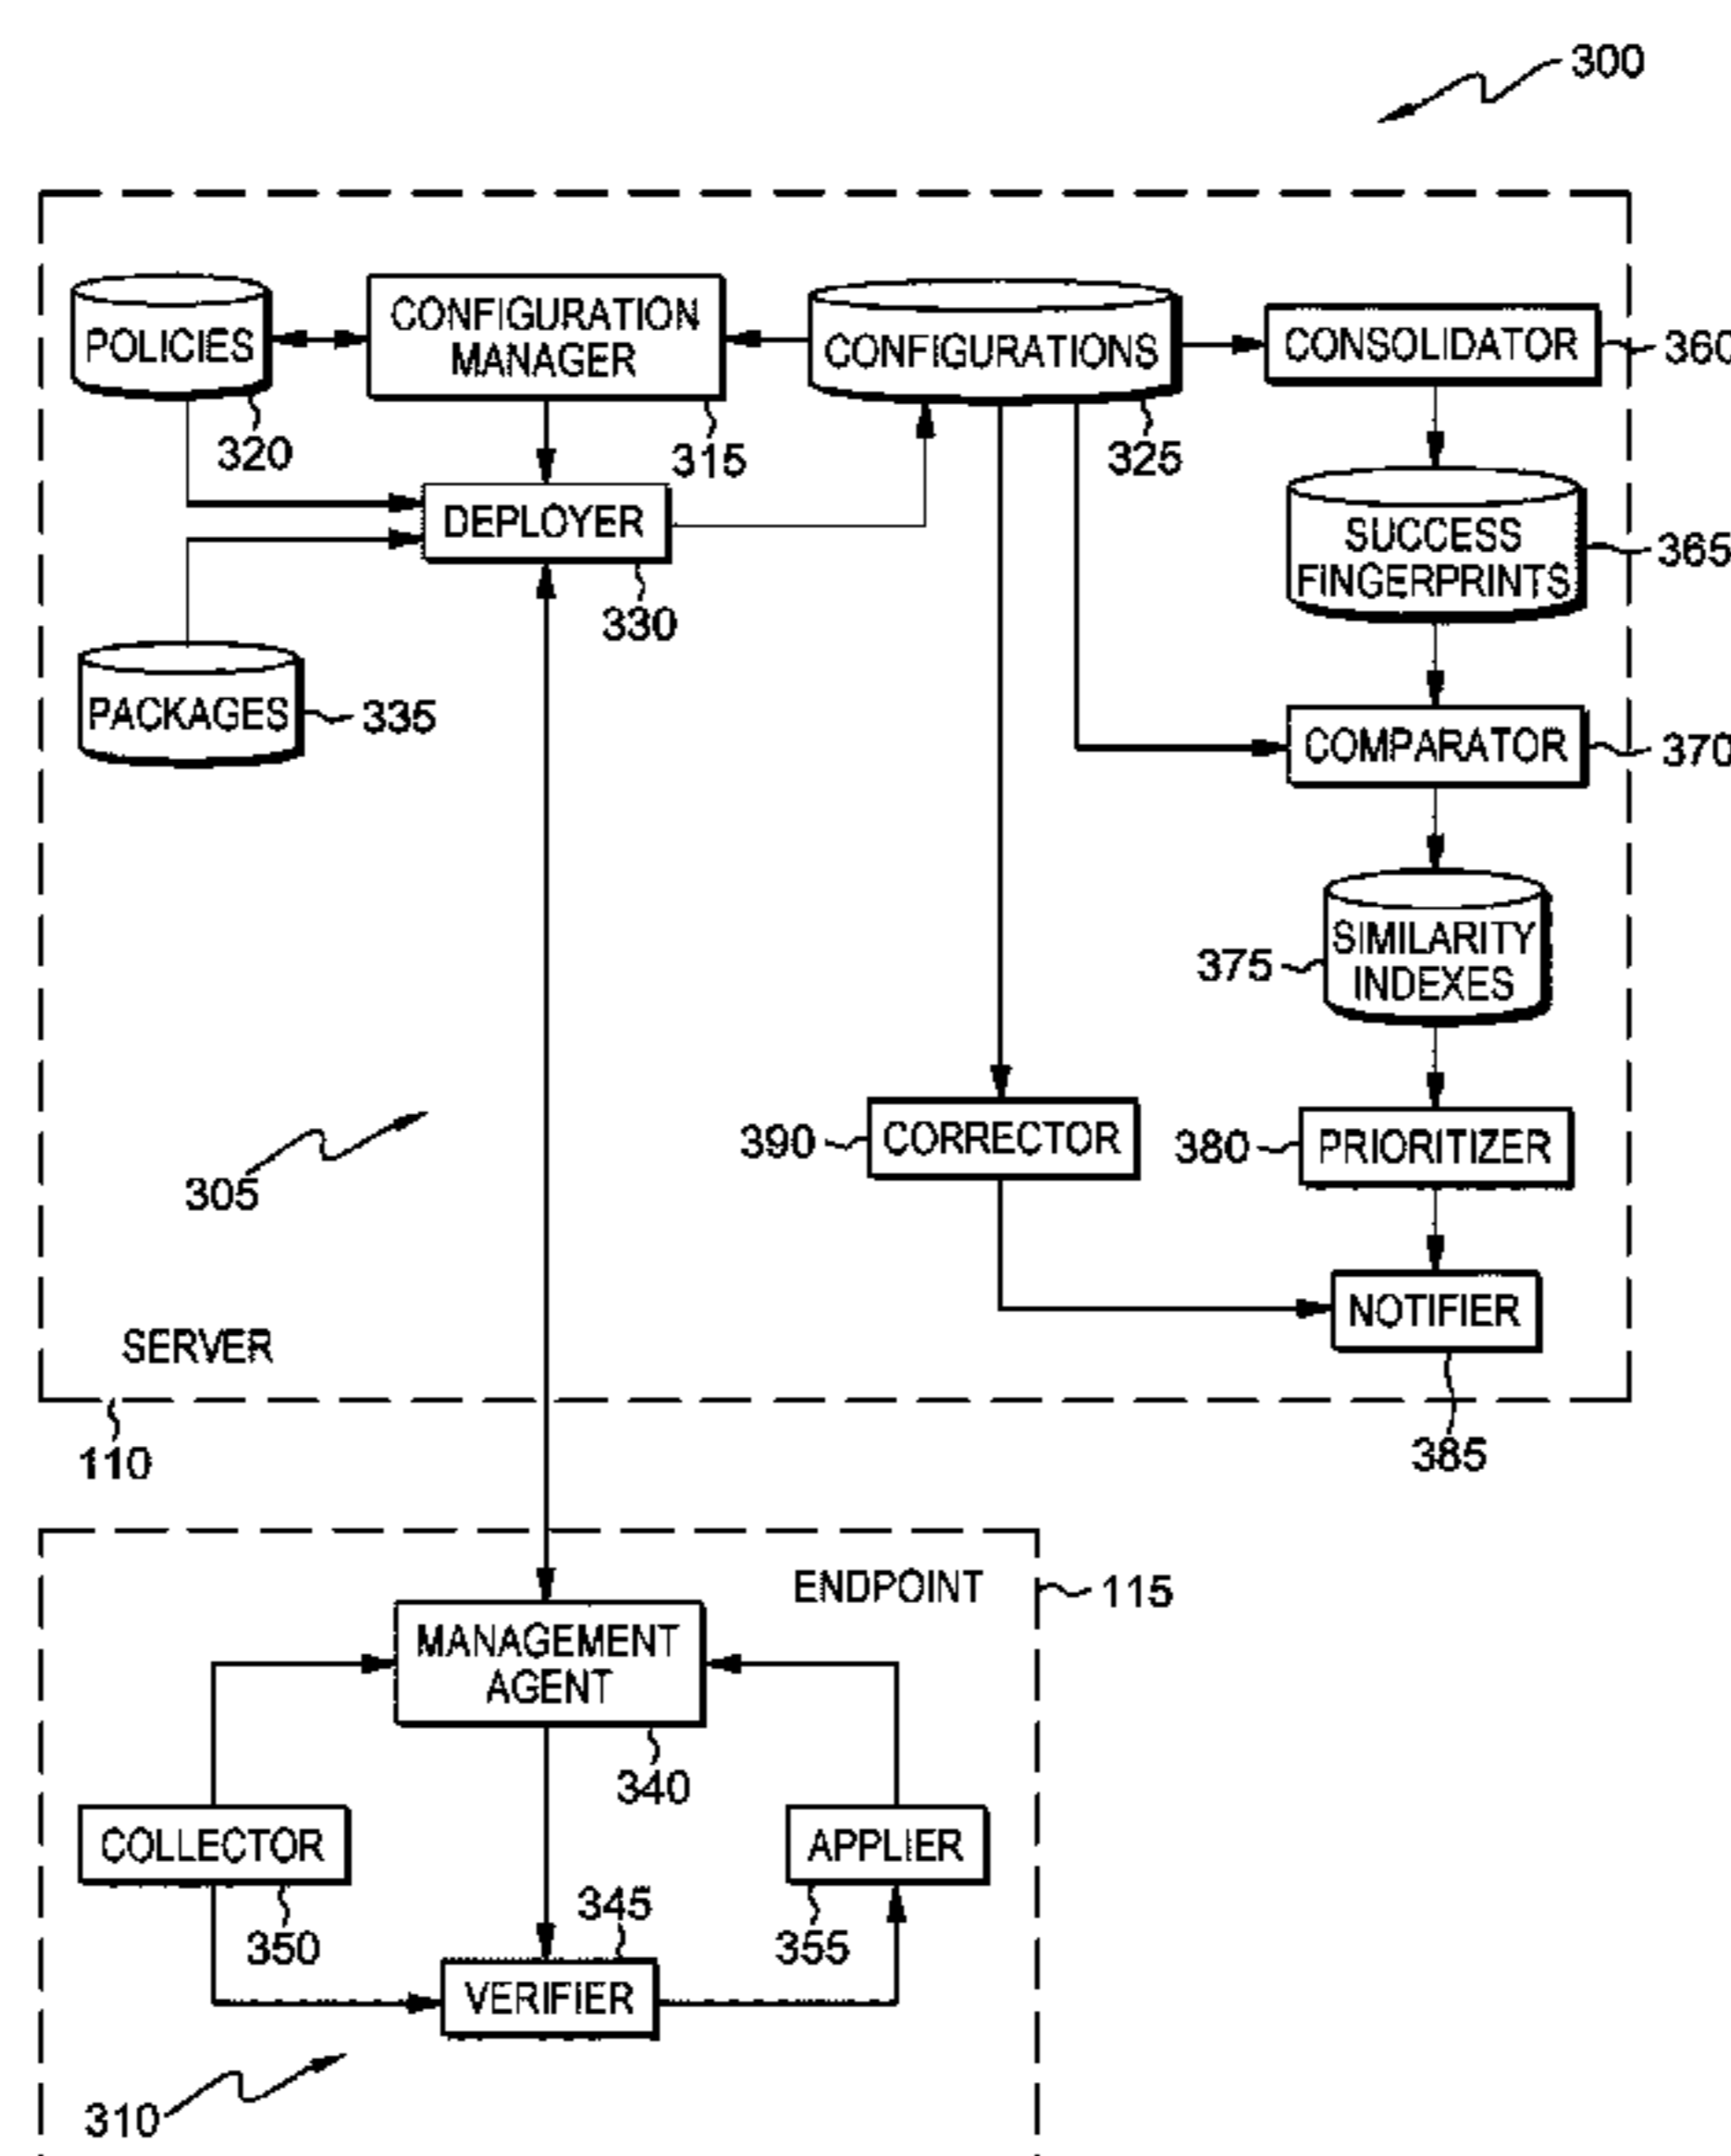 300
POLICIES
CONFIGURATION
MANAGER
CONFIGURATIONS
CONSOLIDATOR
360
320
315
325
DEPLOYER
330
SUCCESS
FINGERPRINTS
365
PACKAGES
335
COMPARATOR
370
SIMILARITY
INDEXES
375
390
CORRECTOR
380
PRIORITIZER
305
NOTIFIER
SERVER
110
385
ENDPOINT
115
MANAGEMENT
AGENT
340
COLLECTOR
APPLIER
350
345
355
VERIFIER
310